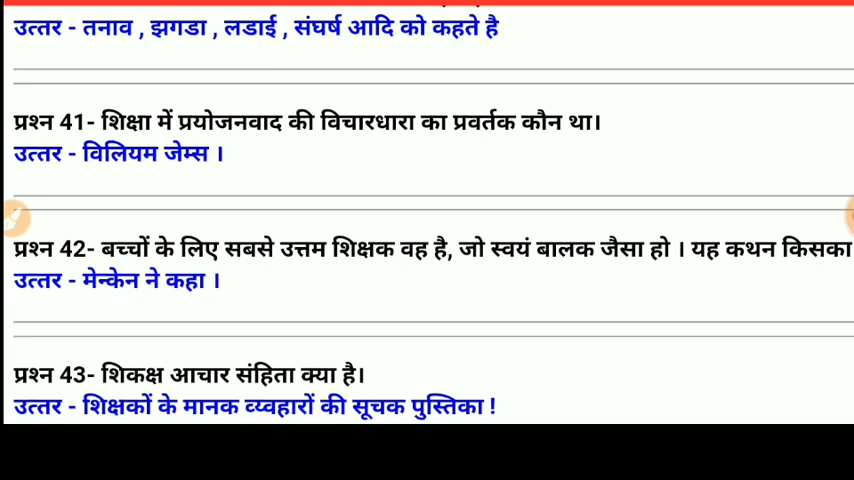 उत्तर - तनाव , झगडा , लडाई , संघर्ष आदि को कहते है
प्रश्न 41- शिक्षा में प्रयोजनवाद की विचारधारा का प्रवर्तक कौन था।
उत्तर - विलियम जेम्स ।
प्रश्न 42- बच्चों के लिए सबसे उत्तम शिक्षक वह है, जो स्वयं बालक जैसा हो । यह कथन किसका
उत्तर - मेन्केन ने कहा ।
प्रश्न 43- शिकक्ष आचार संहिता क्या है।
उत्तर - शिक्षकों के मानक व्य्वहारों की सूचक पुस्तिका !